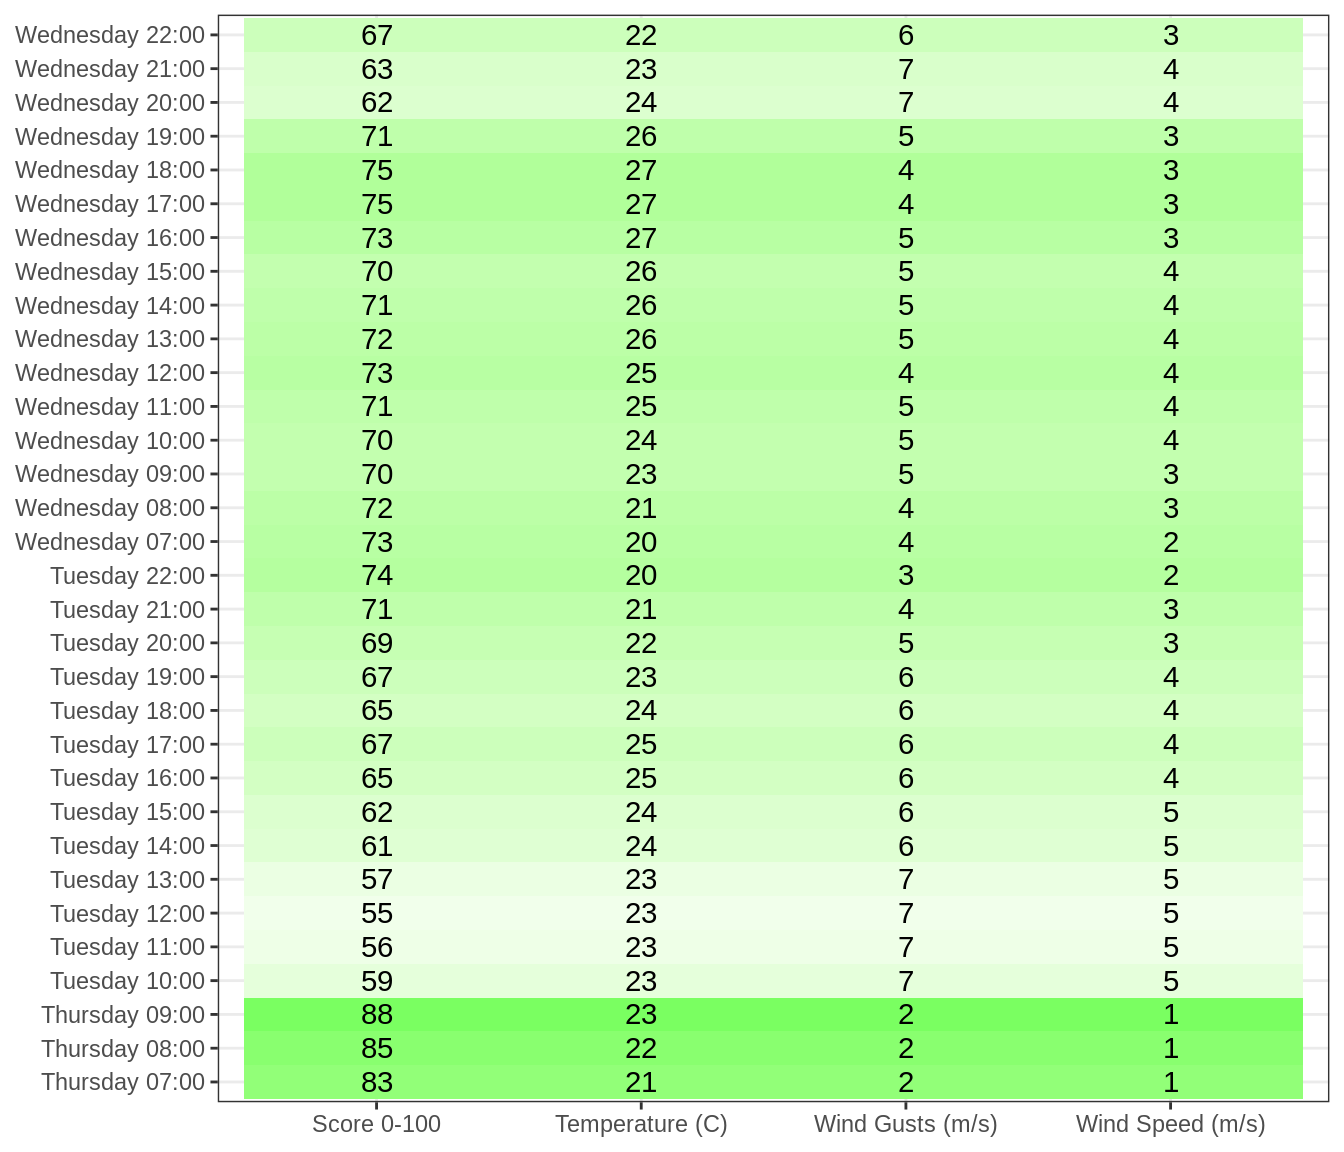 Wednesday 22:00 67 22 6 3
Wednesday 21:00 63 23 7 4
Wednesday 20:00 62 24 7 4
Wednesday 19:00 71 26 5 3
Wednesday 18:00 75 27 4 3
Wednesday 17:00 75 27 4 3
Wednesday 16:00 73 27 5 3
Wednesday 15:00 70 26 5 4
Wednesday 14:00 71 26 5 4
Wednesday 13:00 72 26 5 4
Wednesday 12:00 73 25 4 4
Wednesday 11:00 71 25 5 4
Wednesday 10:00 70 24 5 4
Wednesday 09:00 70 23 5 3
Wednesday 08:00 72 21 4 3
Wednesday 07:00 73 20 4 2
Tuesday 22:00 74 20 3 2
Tuesday 21:00 71 21 4 3
Tuesday 20:00 69 22 5 3
Tuesday 19:00 67 23 6 4
Tuesday 18:00 65 24 6 4
Tuesday 17:00 67 25 6 4
Tuesday 16:00 65 25 6 4
Tuesday 15:00 62 24 6 5
Tuesday 14:00 61 24 6 5
Tuesday 13:00 57 23 7 5
Tuesday 12:00 55 23 7 5
Tuesday 11:00 56 23 7 5
Tuesday 10:00 59 23 7 5
Thursday 09:00 88 23 2 1
Thursday 08:00 85 22 2 1
Thursday 07:00 83 21 2 1
Score 0-100 Temperature (C) Wind Gusts (m/s) Wind Speed (m/s)